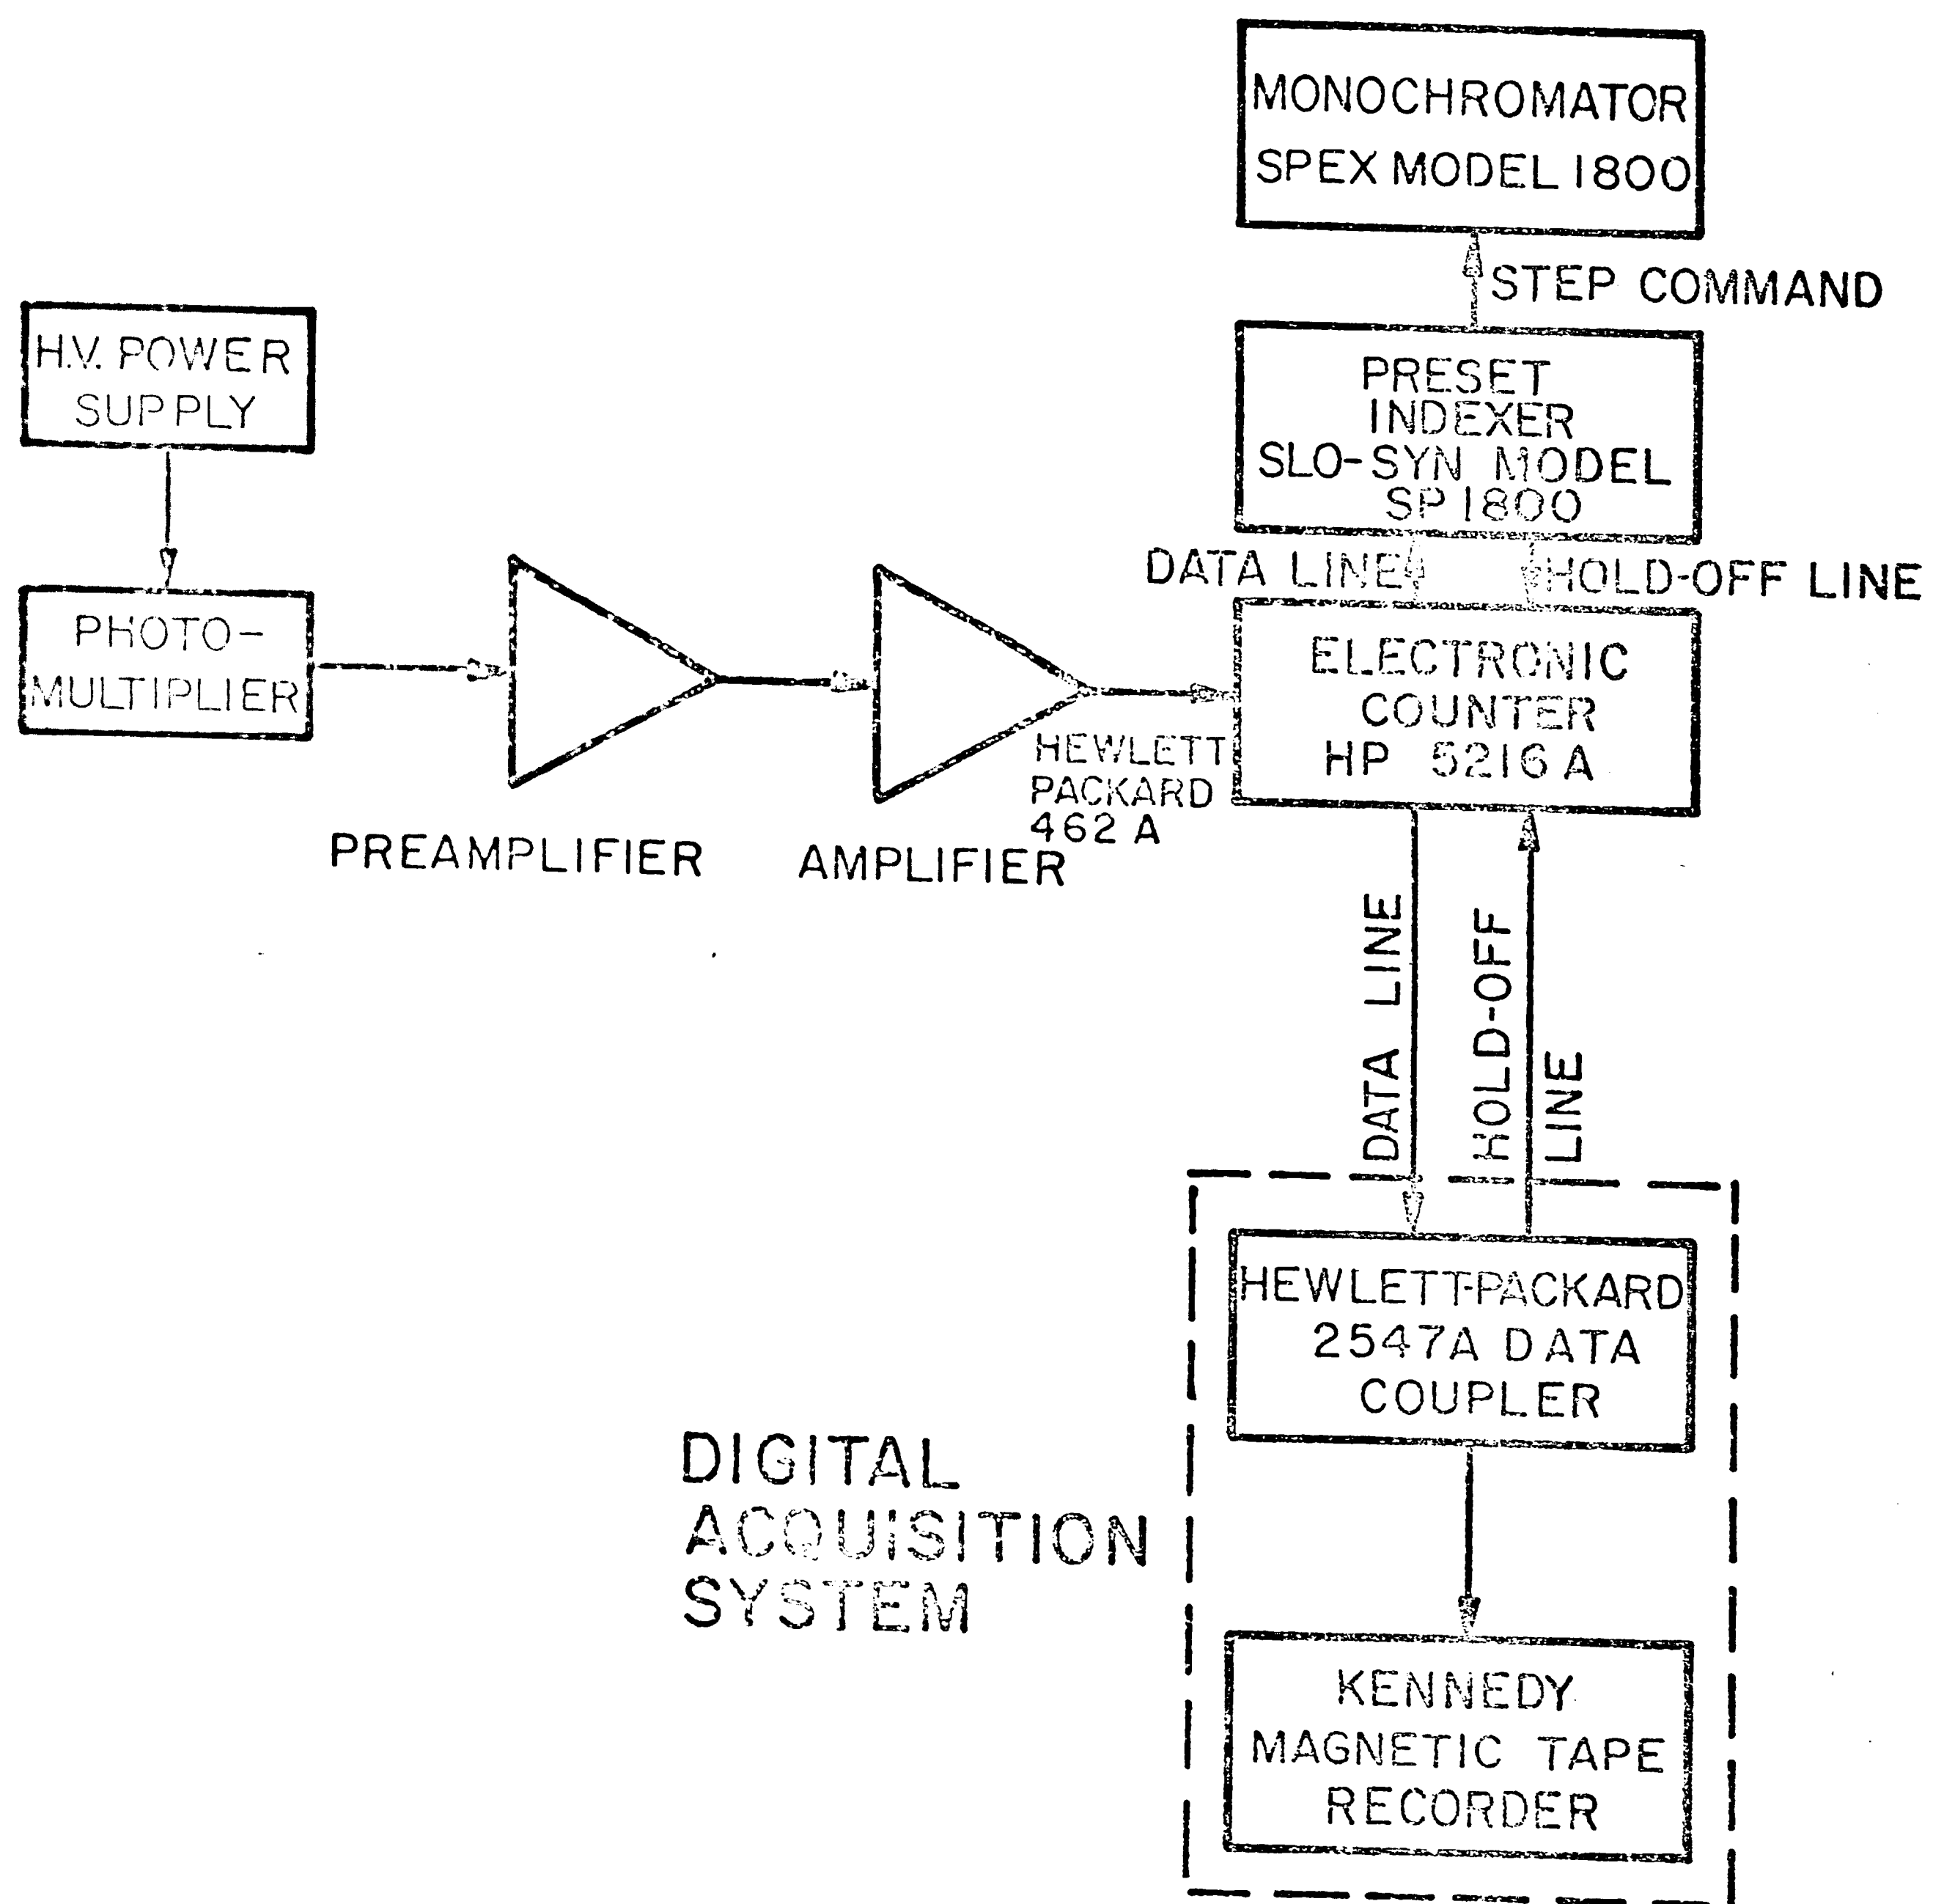 MONOCHROMATOR
SPEX MODEL 1800
STEP COMMAND
H.V. POWER
SUPPLY
PRESET
INDEXER
SLO-SYN MODEL
SP 1800
DATA LINE
HOLD-OFF LINE
PHOTO-
MULTIPLIER
ELECTRONIC
COUNTER
HP 5216 A
HEWLETT
PACKARD
462 A
PREAMPLIFIER
AMPLIFIER
DATA LINE
HOLD-OFF
LINE
HEWLETT-PACKARD
2547A DATA
COUPLER
DIGITAL
ACQUISITION
SYSTEM
KENNEDY
MAGNETIC TAPE
RECORDER